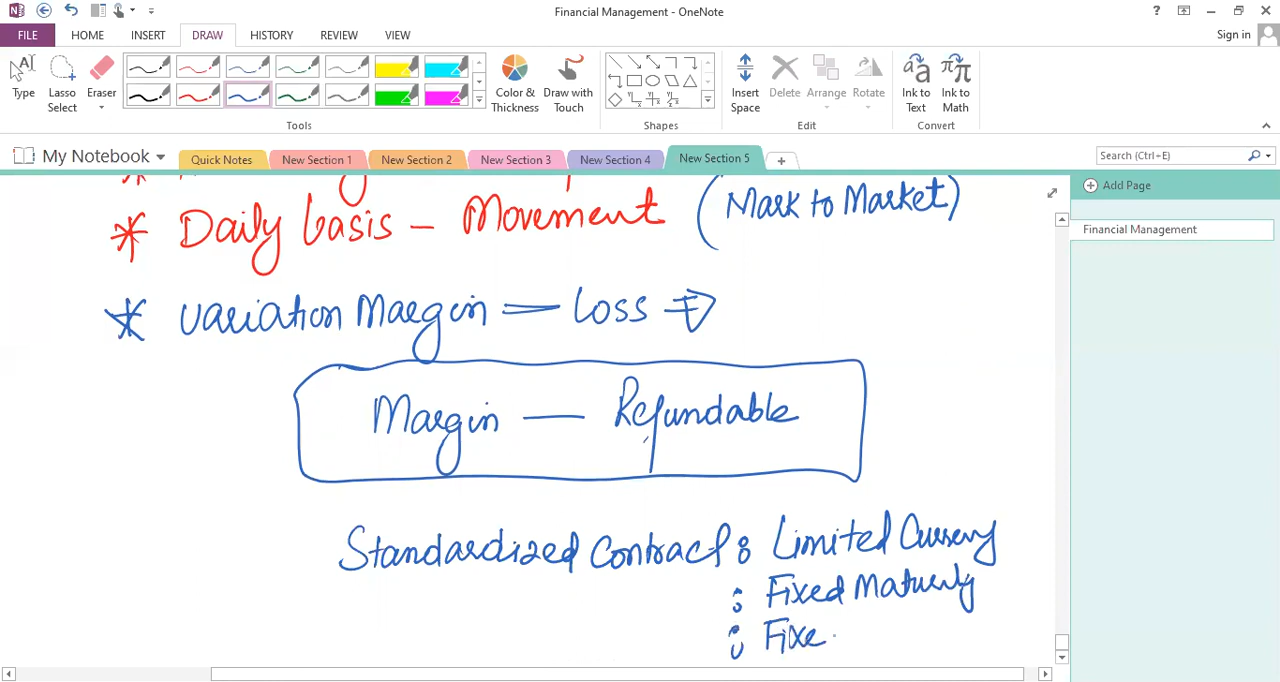 Financial Management - OneNote
FILE HOME INSERT DRAW HISTORY REVIEW VIEW Sign in
Type Lasso Select Eraser Color & Thickness Draw with Touch Insert Space Delete Arrange Rotate Ink to Text Ink to Math
Tools Shapes Edit Convert
My Notebook Quick Notes New Section 1 New Section 2 New Section 3 New Section 4 New Section 5 Search (Ctrl+E)
Add Page
Financial Management
* Daily basis - Movement (Mark to Market)
* Variation Margin = Loss
Margin — Refundable
Standardized Contract : Limited Currency
: Fixed Maturity
: Fixe